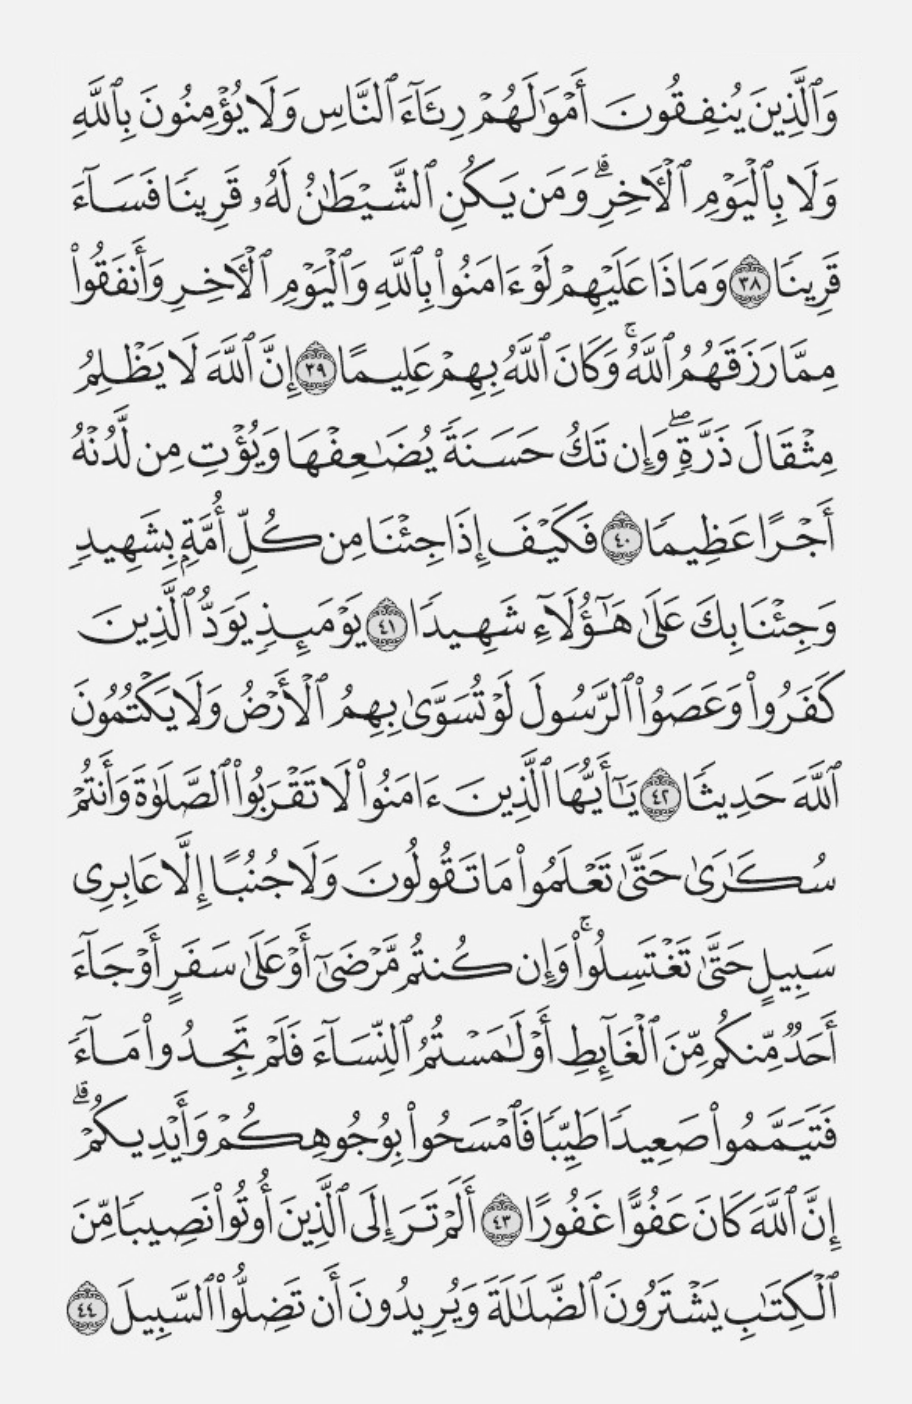 وَٱلَّذِينَ يُنفِقُونَ أَمۡوَٰلَهُمۡ رِئَآءَ ٱلنَّاسِ وَلَا يُؤۡمِنُونَ بِٱللَّهِ
وَلَا بِٱلۡيَوۡمِ ٱلۡأٓخِرِۗ وَمَن يَكُنِ ٱلشَّيۡطَٰنُ لَهُۥ قَرِينٗا فَسَآءَ
قَرِينٗا ٣٨ وَمَاذَا عَلَيۡهِمۡ لَوۡ ءَامَنُواْ بِٱللَّهِ وَٱلۡيَوۡمِ ٱلۡأٓخِرِ وَأَنفَقُواْ
مِمَّا رَزَقَهُمُ ٱللَّهُۚ وَكَانَ ٱللَّهُ بِهِمۡ عَلِيمًا ٣٩ إِنَّ ٱللَّهَ لَا يَظۡلِمُ
مِثۡقَالَ ذَرَّةٖۖ وَإِن تَكُ حَسَنَةٗ يُضَٰعِفۡهَا وَيُؤۡتِ مِن لَّدُنۡهُ
أَجۡرًا عَظِيمٗا ٤٠ فَكَيۡفَ إِذَا جِئۡنَا مِن كُلِّ أُمَّةِۭ بِشَهِيدٖ
وَجِئۡنَا بِكَ عَلَىٰ هَٰٓؤُلَآءِ شَهِيدٗا ٤١ يَوۡمَئِذٖ يَوَدُّ ٱلَّذِينَ
كَفَرُواْ وَعَصَوُاْ ٱلرَّسُولَ لَوۡ تُسَوَّىٰ بِهِمُ ٱلۡأَرۡضُ وَلَا يَكۡتُمُونَ
ٱللَّهَ حَدِيثٗا ٤٢ يَٰٓأَيُّهَا ٱلَّذِينَ ءَامَنُواْ لَا تَقۡرَبُواْ ٱلصَّلَوٰةَ وَأَنتُمۡ
سُكَٰرَىٰ حَتَّىٰ تَعۡلَمُواْ مَا تَقُولُونَ وَلَا جُنُبًا إِلَّا عَابِرِي
سَبِيلٍ حَتَّىٰ تَغۡتَسِلُواْۚ وَإِن كُنتُم مَّرۡضَىٰٓ أَوۡ عَلَىٰ سَفَرٍ أَوۡ جَآءَ
أَحَدٞ مِّنكُم مِّنَ ٱلۡغَآئِطِ أَوۡ لَٰمَسۡتُمُ ٱلنِّسَآءَ فَلَمۡ تَجِدُواْ مَآءٗ
فَتَيَمَّمُواْ صَعِيدٗا طَيِّبٗا فَٱمۡسَحُواْ بِوُجُوهِكُمۡ وَأَيۡدِيكُمۡۗ
إِنَّ ٱللَّهَ كَانَ عَفُوًّا غَفُورًا ٤٣ أَلَمۡ تَرَ إِلَى ٱلَّذِينَ أُوتُواْ نَصِيبٗا مِّنَ
ٱلۡكِتَٰبِ يَشۡتَرُونَ ٱلضَّلَٰلَةَ وَيُرِيدُونَ أَن تَضِلُّواْ ٱلسَّبِيلَ ٤٤